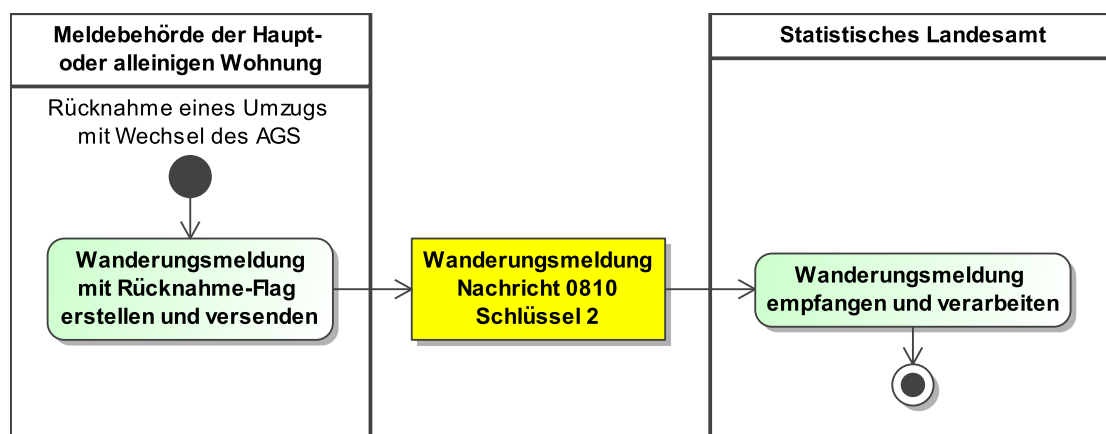 Meldebehörde der Haupt-
oder alleinigen Wohnung
Statistisches Landesamt
Rücknahme eines Umzugs
mit Wechsel des AGS
Wanderungsmeldung
mit Rücknahme-Flag
erstellen und versenden
Wanderungsmeldung
Nachricht 0810
Schlüssel 2
Wanderungsmeldung
empfangen und verarbeiten